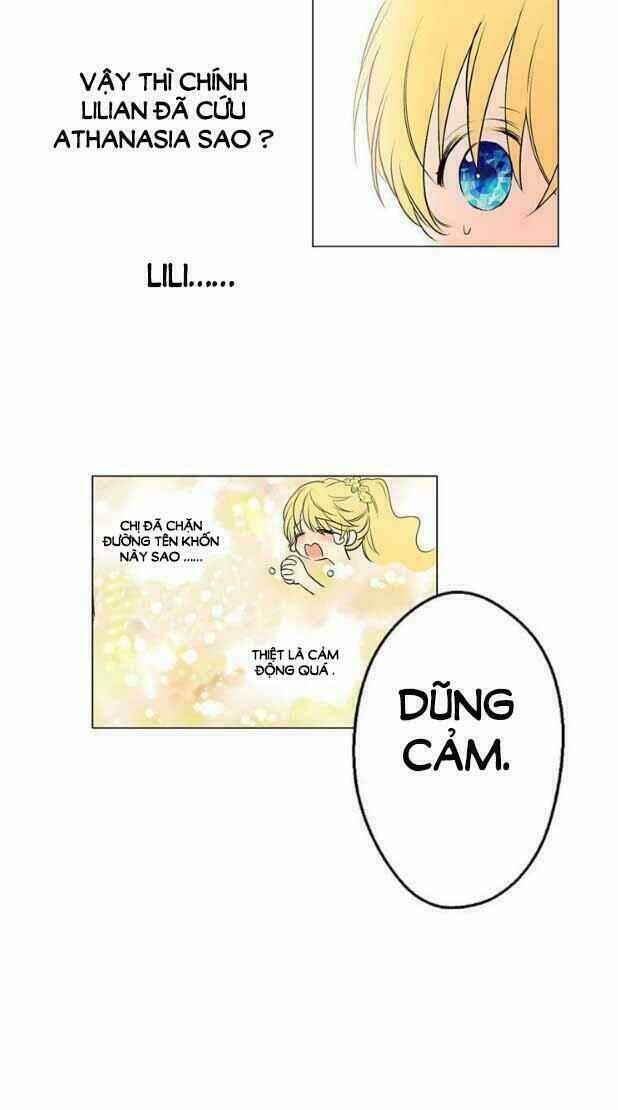 VẬY THÌ CHÍNH
LILIAN ĐÃ CỨU
ATHANASIA SAO ?
LILI......
CHỊ ĐÃ CHẶN
ĐƯỜNG TÊN KHỐN
NÀY SAO ......
THIỆT LÀ CẢM
ĐỘNG QUÁ .
DŨNG
CẢM.